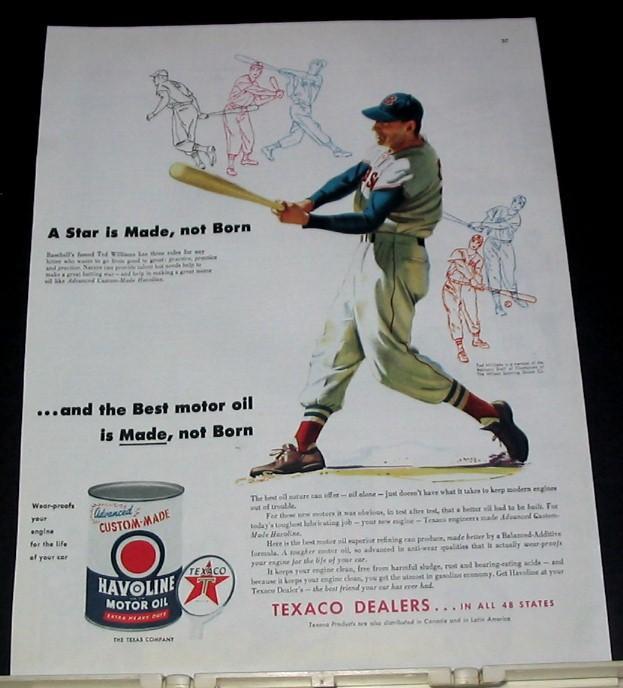 A Star is Made, not Born
Baseball's famed Ted Williams has three rules for any
hitter who wants to go from good to great: practice, practice
and practice. Nature can provide talent but needs help to
make a great batting star — and help in making a great motor
oil like Advanced Custom-Made Havoline.
Ted Williams is a member of the
The Wilson Sporting Goods Co.
...and the Best motor oil
is Made, not Born
Wear-proofs
your
engine
for the life
of your car
Advanced
CUSTOM-MADE
HAVOLINE
MOTOR OIL
EXTRA HEAVY DUTY
TEXACO
T
THE TEXAS COMPANY
The best oil nature can offer — oil alone — just doesn't have what it takes to keep modern engines
out of trouble.
For these new motors it was obvious, in test after test, that a better oil had to be built. For
today's toughest lubricating job — your new engine — Texaco engineers made Advanced Custom-
Made Havoline.
Here is the best motor oil superior refining can produce, made better by a Balanced-Additive
formula. A tougher motor oil, so advanced in anti-wear qualities that it actually wear-proofs
your engine for the life of your car.
It keeps your engine clean, free from harmful sludge, rust and bearing-eating acids — and
because it keeps your engine clean, you get the utmost in gasoline economy. Get Havoline at your
Texaco Dealer's — the best friend your car has ever had.
TEXACO DEALERS... IN ALL 48 STATES
Texaco Products are also distributed in Canada and in Latin America